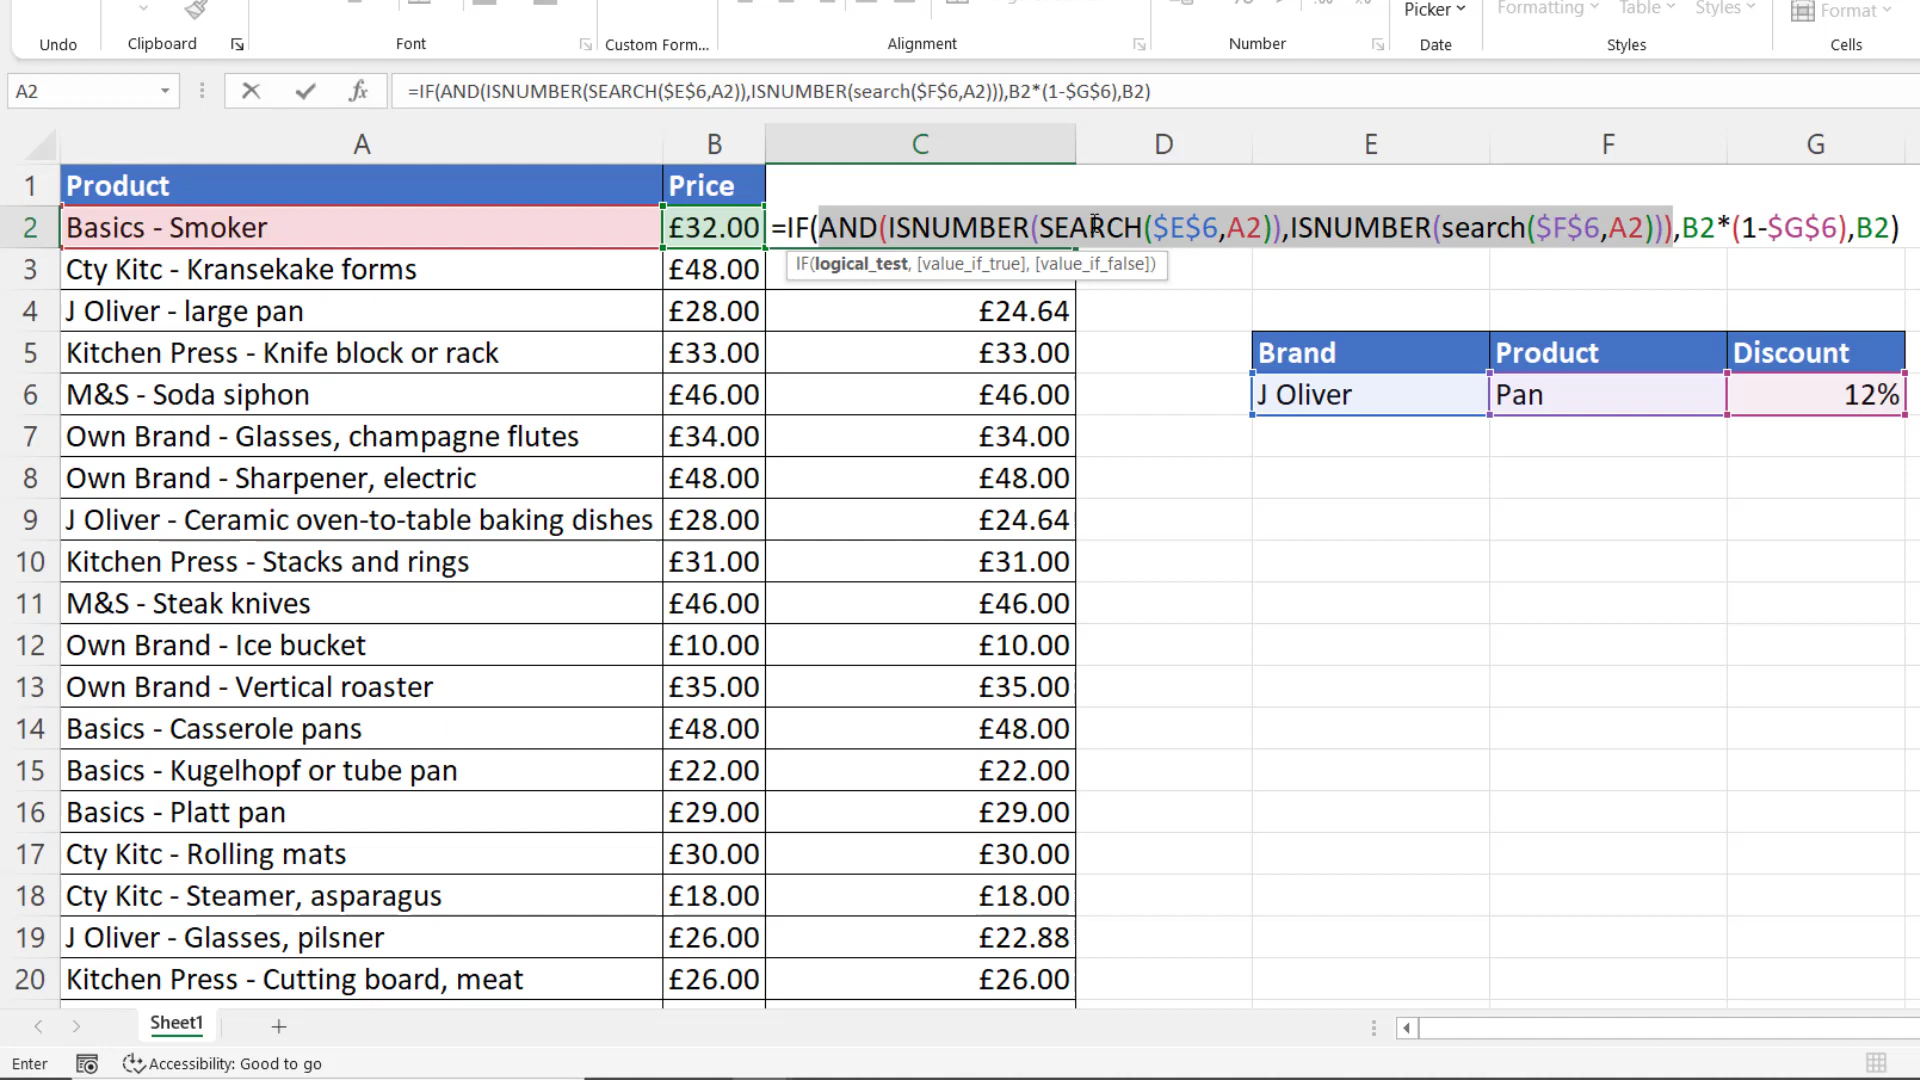 Picker
Formatting Table Styles Format
Undo Clipboard Font Custom Form... Alignment Number Date Styles Cells
A2 fx =IF(AND(ISNUMBER(SEARCH($E$6,A2)),ISNUMBER(search($F$6,A2))),B2*(1-$G$6),B2)
A B C D E F G
1 Product Price
2 Basics - Smoker £32.00 =IF(AND(ISNUMBER(SEARCH($E$6,A2)),ISNUMBER(search($F$6,A2))),B2*(1-$G$6),B2)
IF(logical_test, [value_if_true], [value_if_false])
3 Cty Kitc - Kransekake forms £48.00
4 J Oliver - large pan £28.00 £24.64
5 Kitchen Press - Knife block or rack £33.00 £33.00 Brand Product Discount
6 M&S - Soda siphon £46.00 £46.00 J Oliver Pan 12%
7 Own Brand - Glasses, champagne flutes £34.00 £34.00
8 Own Brand - Sharpener, electric £48.00 £48.00
9 J Oliver - Ceramic oven-to-table baking dishes £28.00 £24.64
10 Kitchen Press - Stacks and rings £31.00 £31.00
11 M&S - Steak knives £46.00 £46.00
12 Own Brand - Ice bucket £10.00 £10.00
13 Own Brand - Vertical roaster £35.00 £35.00
14 Basics - Casserole pans £48.00 £48.00
15 Basics - Kugelhopf or tube pan £22.00 £22.00
16 Basics - Platt pan £29.00 £29.00
17 Cty Kitc - Rolling mats £30.00 £30.00
18 Cty Kitc - Steamer, asparagus £18.00 £18.00
19 J Oliver - Glasses, pilsner £26.00 £22.88
20 Kitchen Press - Cutting board, meat £26.00 £26.00
Sheet1
Enter Accessibility: Good to go